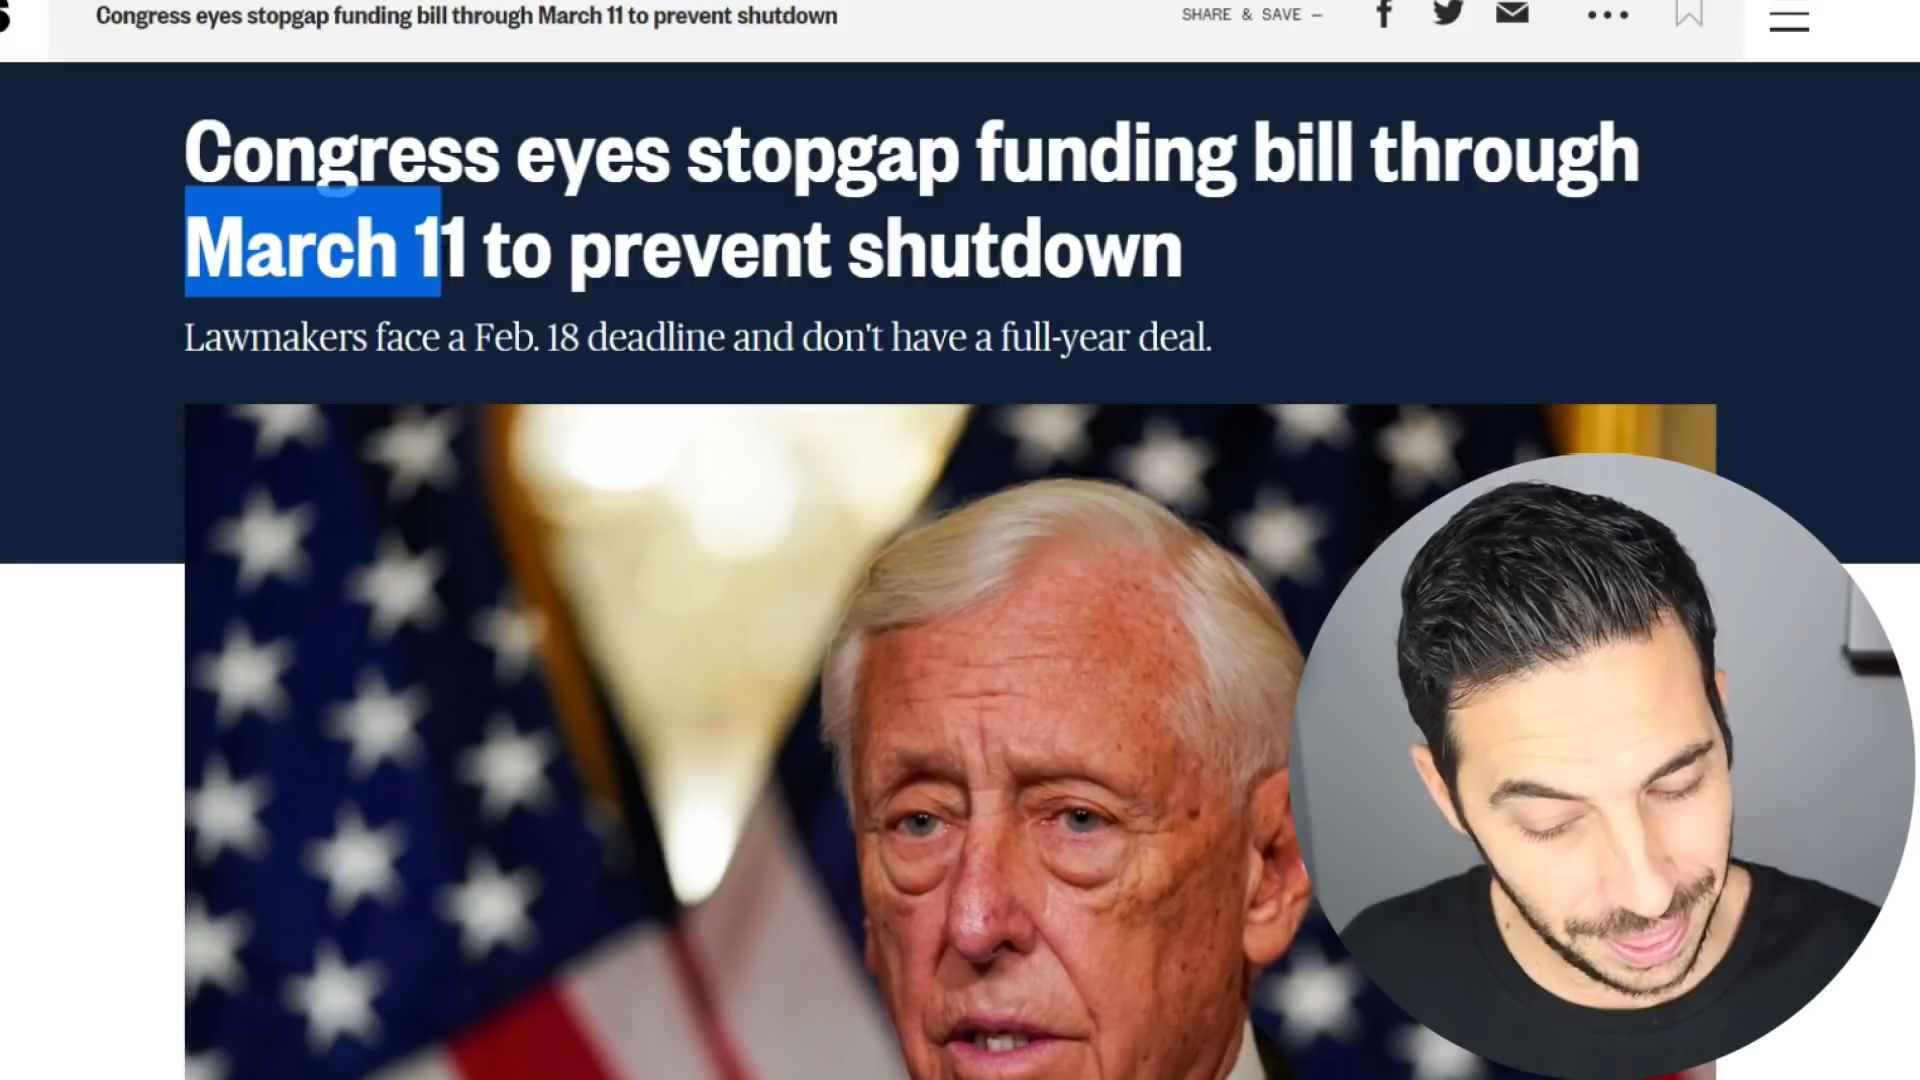 Congress eyes stopgap funding bill through March 11 to prevent shutdown
SHARE & SAVE –
Congress eyes stopgap funding bill through
March 11 to prevent shutdown
Lawmakers face a Feb. 18 deadline and don't have a full-year deal.